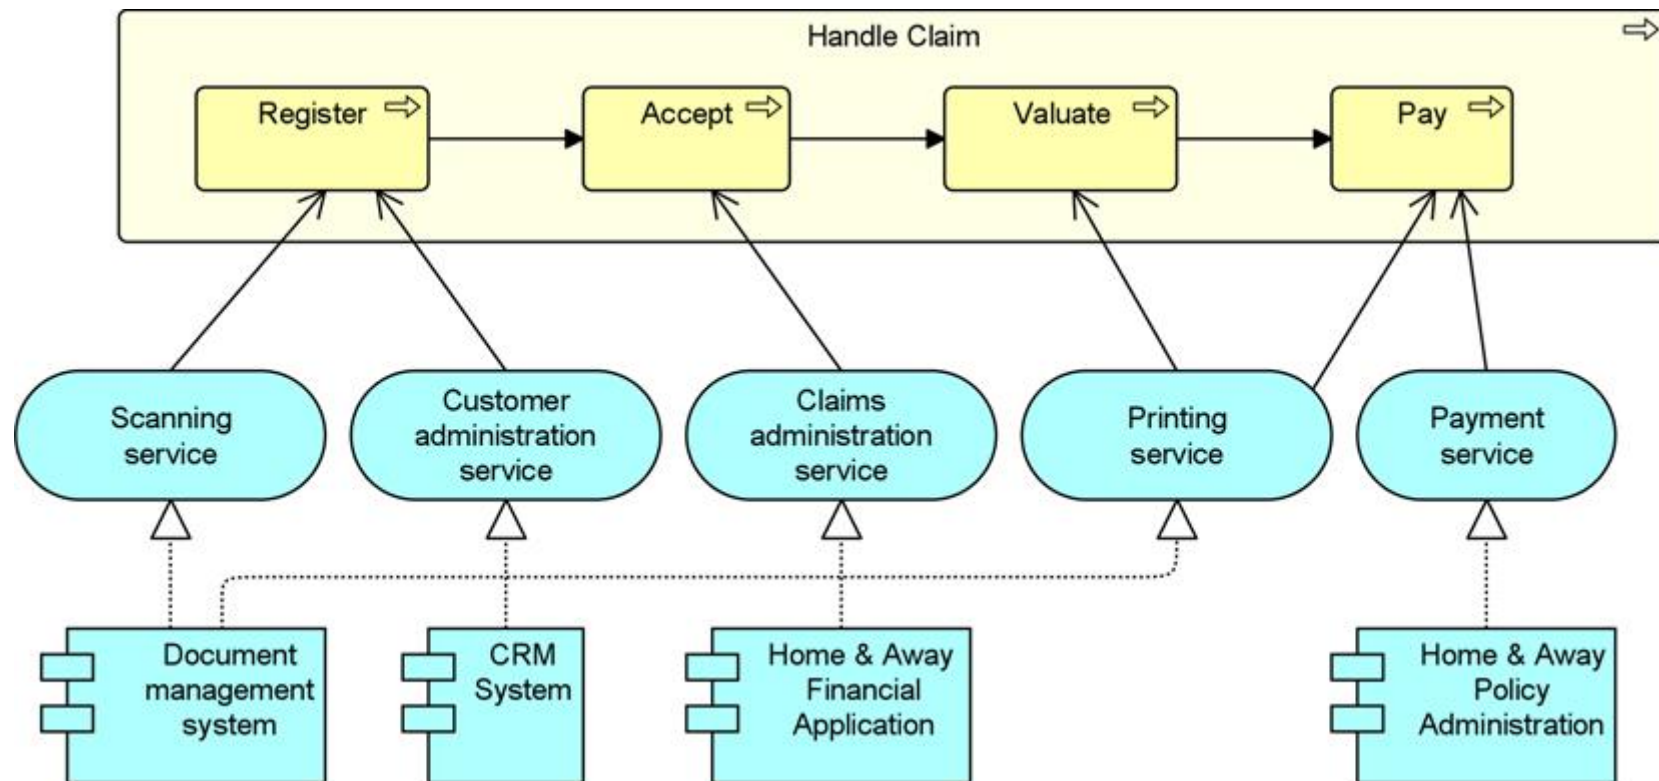 Handle Claim
Register
Accept
Valuate
Pay
Scanning
service
Customer
administration
service
Claims
administration
service
Printing
service
Payment
service
Document
management
system
CRM
System
Home & Away
Financial
Application
Home & Away
Policy
Administration